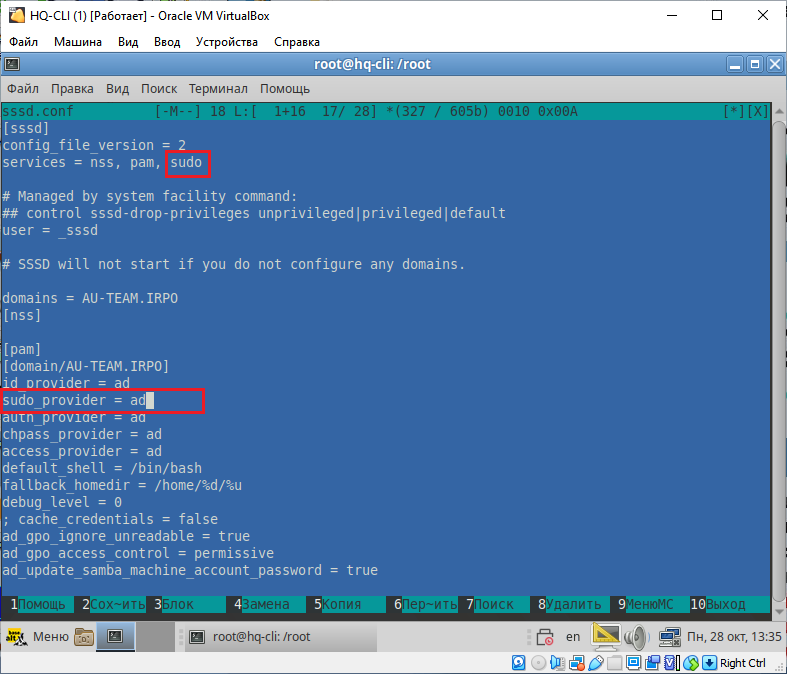 HQ-CLI (1) [Работает] - Oracle VM VirtualBox
Файл Машина Вид Ввод Устройства Справка
root@hq-cli: /root
Файл Правка Вид Поиск Терминал Помощь
sssd.conf [-M--] 18 L:[ 1+16 17/ 28] *(327 / 605b) 0010 0x00A [*][X]
[sssd]
config_file_version = 2
services = nss, pam, sudo
# Managed by system facility command:
## control sssd-drop-privileges unprivileged|privileged|default
user = _sssd
# SSSD will not start if you do not configure any domains.
domains = AU-TEAM.IRPO
[nss]
[pam]
[domain/AU-TEAM.IRPO]
id_provider = ad
sudo_provider = ad
auth_provider = ad
chpass_provider = ad
access_provider = ad
default_shell = /bin/bash
fallback_homedir = /home/%d/%u
debug_level = 0
; cache_credentials = false
ad_gpo_ignore_unreadable = true
ad_gpo_access_control = permissive
ad_update_samba_machine_account_password = true
1Помощь 2Сох~ить 3Блок 4Замена 5Копия 6Пер~ить 7Поиск 8Удалить 9МенюMC 10Выход
Меню root@hq-cli: /root en Пн, 28 окт, 13:35
Right Ctrl